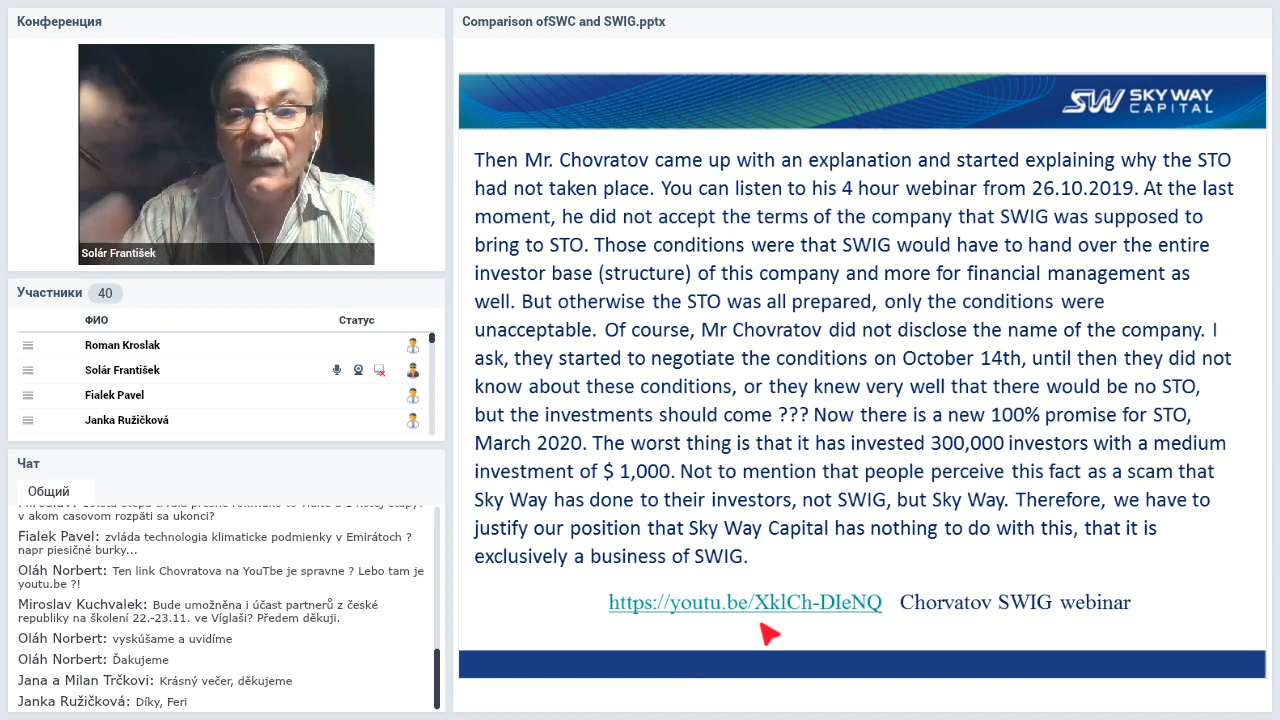 Конференция
Solár František
Участники 40
ФИО Статус
Roman Kroslak
Solár František
Fialek Pavel
Janka Ružičková
Чат
Общий
v akom casovom rozpäti sa ukonci?
Fialek Pavel: zvláda technologia klimaticke podmienky v Emirátoch ?
napr piesičné burky...
Oláh Norbert: Ten link Chovratova na YouTbe je spravne ? Lebo tam je
youtu.be ?!
Miroslav Kuchvalek: Bude umožněna i účast partnerů z české
republiky na školení 22.-23.11. ve Víglaši? Předem děkuji.
Oláh Norbert: vyskúšame a uvidíme
Oláh Norbert: Ďakujeme
Jana a Milan Trčkovi: Krásný večer, děkujeme
Janka Ružičková: Díky, Feri
Comparison ofSWC and SWIG.pptx
SW SKY WAY
CAPITAL
Then Mr. Chovratov came up with an explanation and started explaining why the STO
had not taken place. You can listen to his 4 hour webinar from 26.10.2019. At the last
moment, he did not accept the terms of the company that SWIG was supposed to
bring to STO. Those conditions were that SWIG would have to hand over the entire
investor base (structure) of this company and more for financial management as
well. But otherwise the STO was all prepared, only the conditions were
unacceptable. Of course, Mr Chovratov did not disclose the name of the company. I
ask, they started to negotiate the conditions on October 14th, until then they did not
know about these conditions, or they knew very well that there would be no STO,
but the investments should come ??? Now there is a new 100% promise for STO,
March 2020. The worst thing is that it has invested 300,000 investors with a medium
investment of $ 1,000. Not to mention that people perceive this fact as a scam that
Sky Way has done to their investors, not SWIG, but Sky Way. Therefore, we have to
justify our position that Sky Way Capital has nothing to do with this, that it is
exclusively a business of SWIG.
https://youtu.be/XklCh-DIeNQ Chorvatov SWIG webinar